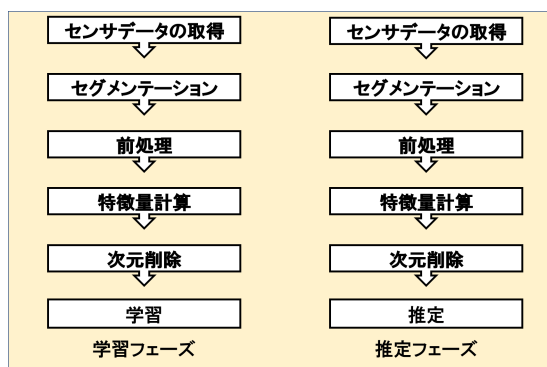 センサデータの取得
セグメンテーション
前処理
特徴量計算
次元削除
学習
学習フェーズ
センサデータの取得
セグメンテーション
前処理
特徴量計算
次元削除
推定
推定フェーズ